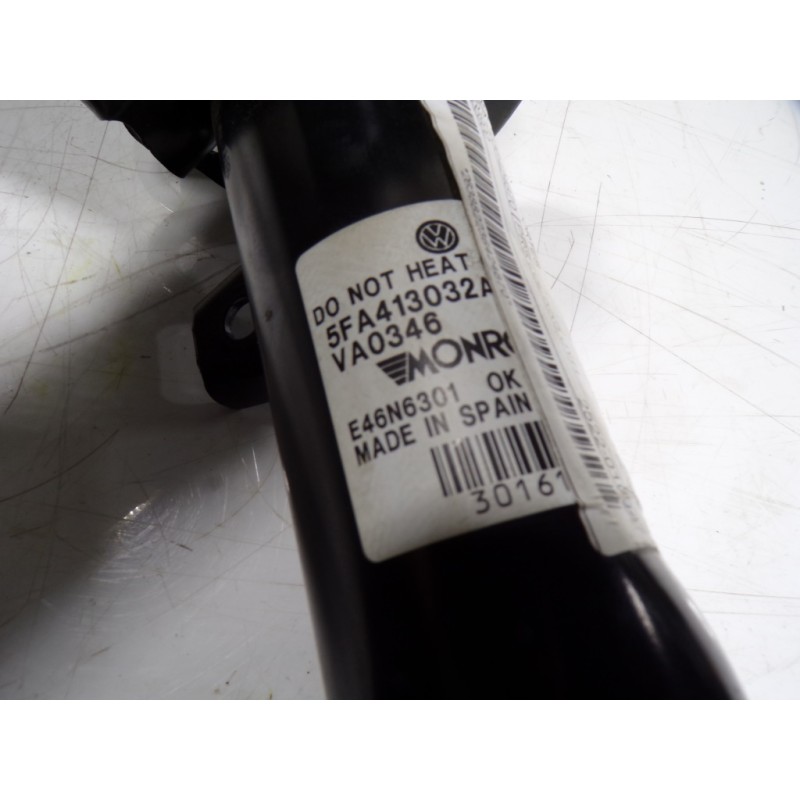 DO NOT HEAT
5FA413032A
VA0346
MONRO
E46N6301 OK
MADE IN SPAIN
30161